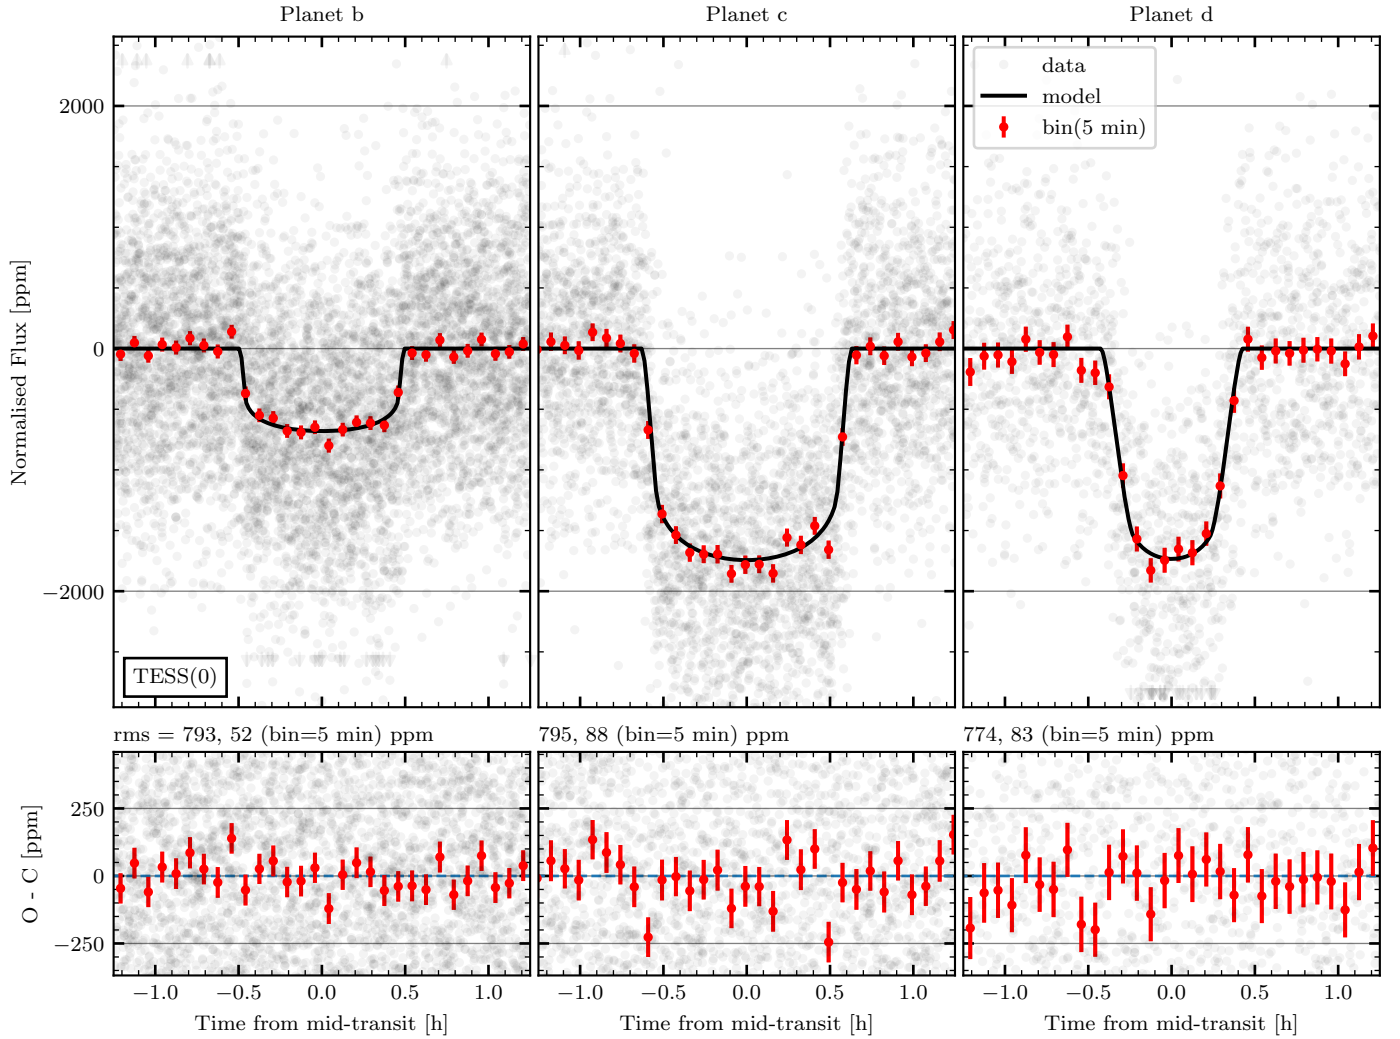 Planet b
Planet c
Planet d
data
model
bin(5 min)
2000
0
−2000
Normalised Flux [ppm]
TESS(0)
rms = 793, 52 (bin=5 min) ppm
795, 88 (bin=5 min) ppm
774, 83 (bin=5 min) ppm
250
0
−250
O - C [ppm]
−1.0 −0.5 0.0 0.5 1.0
−1.0 −0.5 0.0 0.5 1.0
−1.0 −0.5 0.0 0.5 1.0
Time from mid-transit [h]
Time from mid-transit [h]
Time from mid-transit [h]